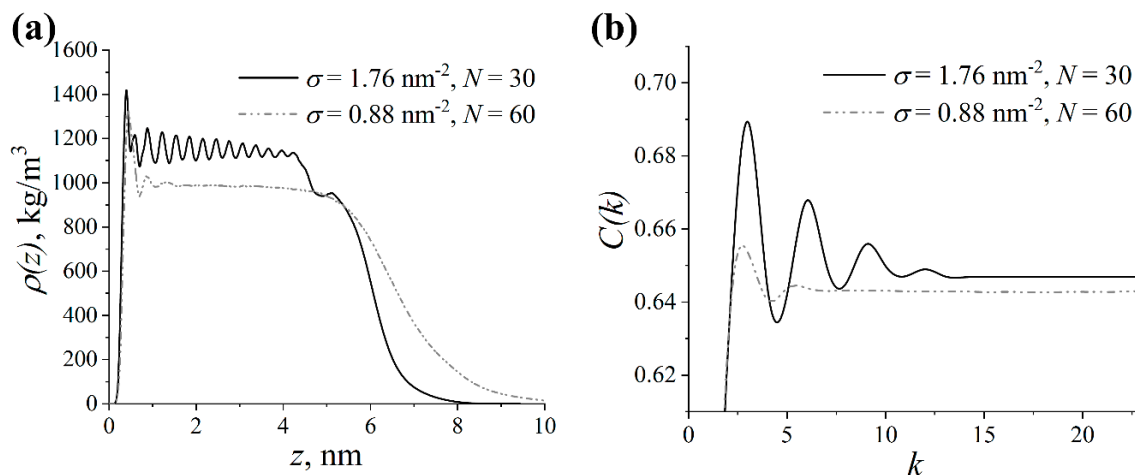 (a)
1600
1400
1200
1000
800
600
400
200
0
ρ(z), kg/m³
σ = 1.76 nm⁻², N = 30
σ = 0.88 nm⁻², N = 60
0 2 4 6 8 10
z, nm
(b)
0.70
0.68
0.66
0.64
0.62
C(k)
σ = 1.76 nm⁻², N = 30
σ = 0.88 nm⁻², N = 60
0 5 10 15 20
k